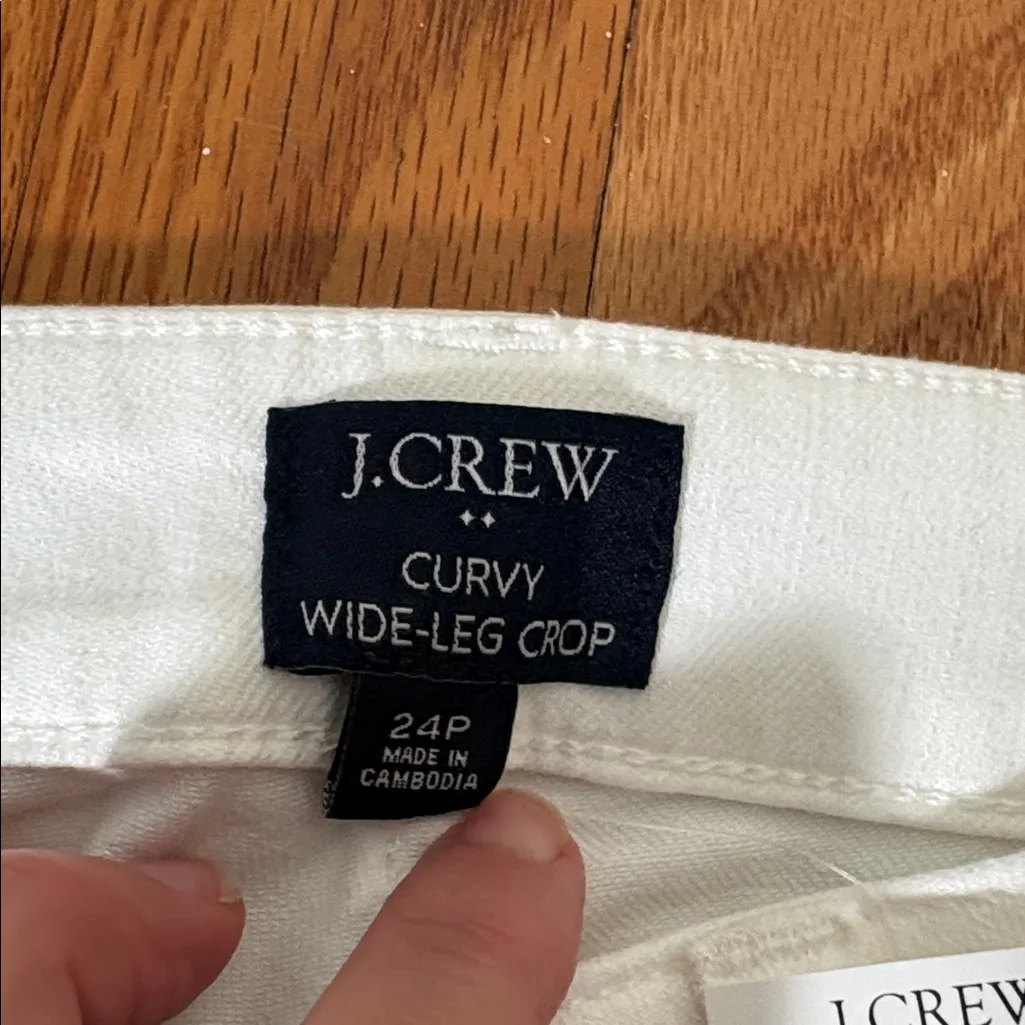 J.CREW
CURVY
WIDE-LEG CROP
24P
MADE IN
CAMBODIA
J.CREW